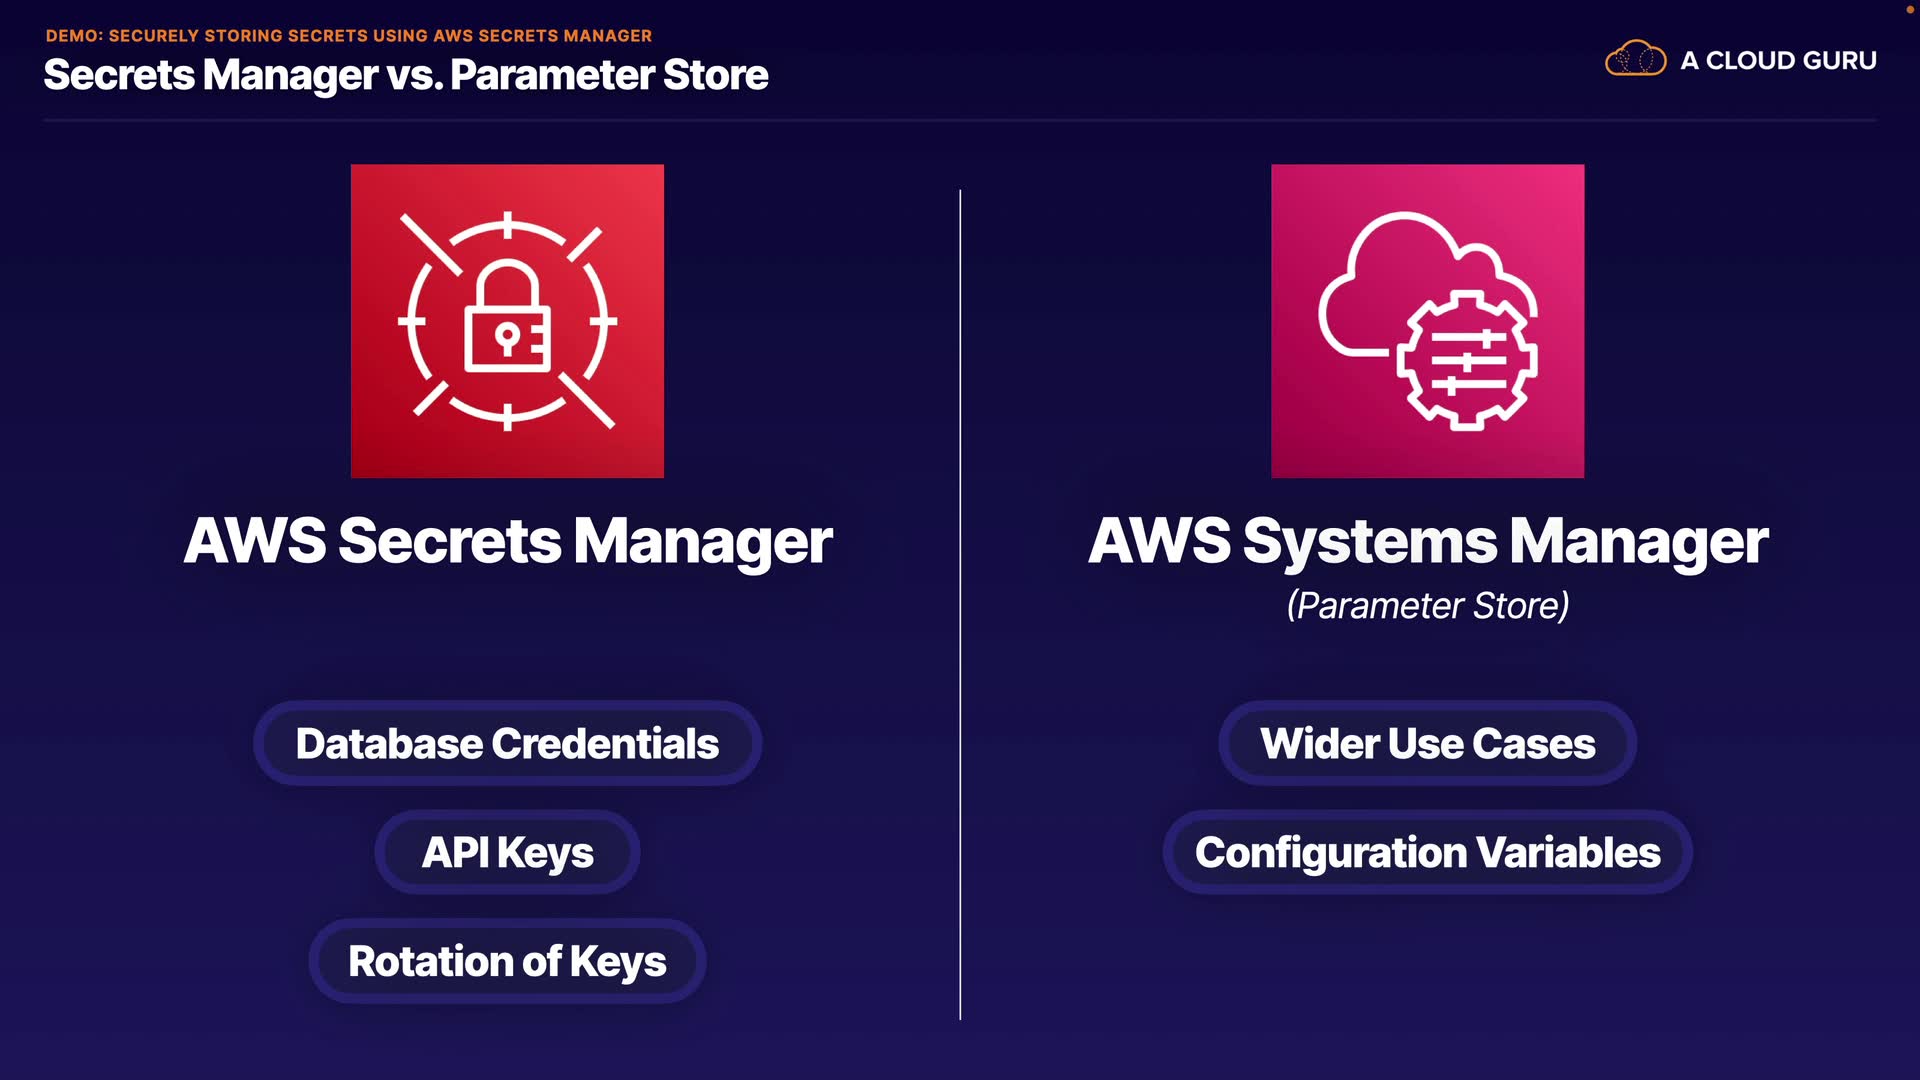 DEMO: SECURELY STORING SECRETS USING AWS SECRETS MANAGER
Secrets Manager vs. Parameter Store
A CLOUD GURU
AWS Secrets Manager
Database Credentials
API Keys
Rotation of Keys
AWS Systems Manager
(Parameter Store)
Wider Use Cases
Configuration Variables